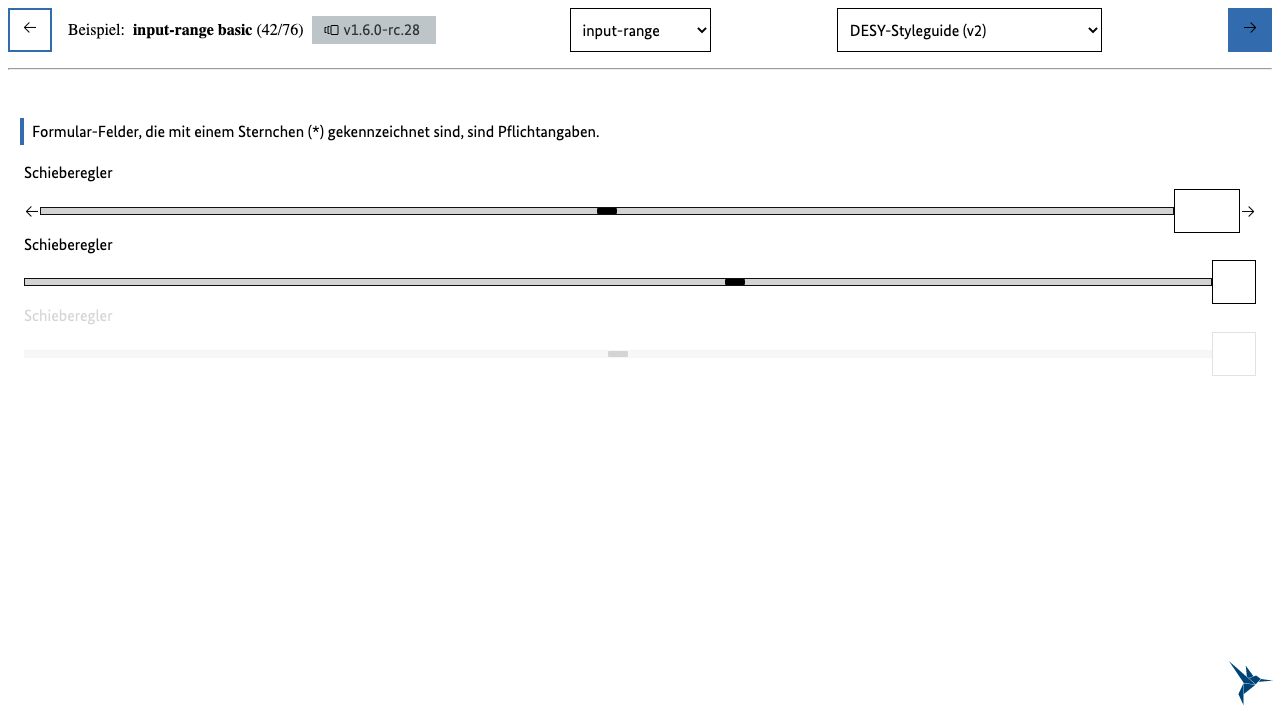 Beispiel: input-range basic (42/76) v1.6.0-rc.28 input-range DESY-Styleguide (v2)
Formular-Felder, die mit einem Sternchen (*) gekennzeichnet sind, sind Pflichtangaben.
Schieberegler
Schieberegler
Schieberegler